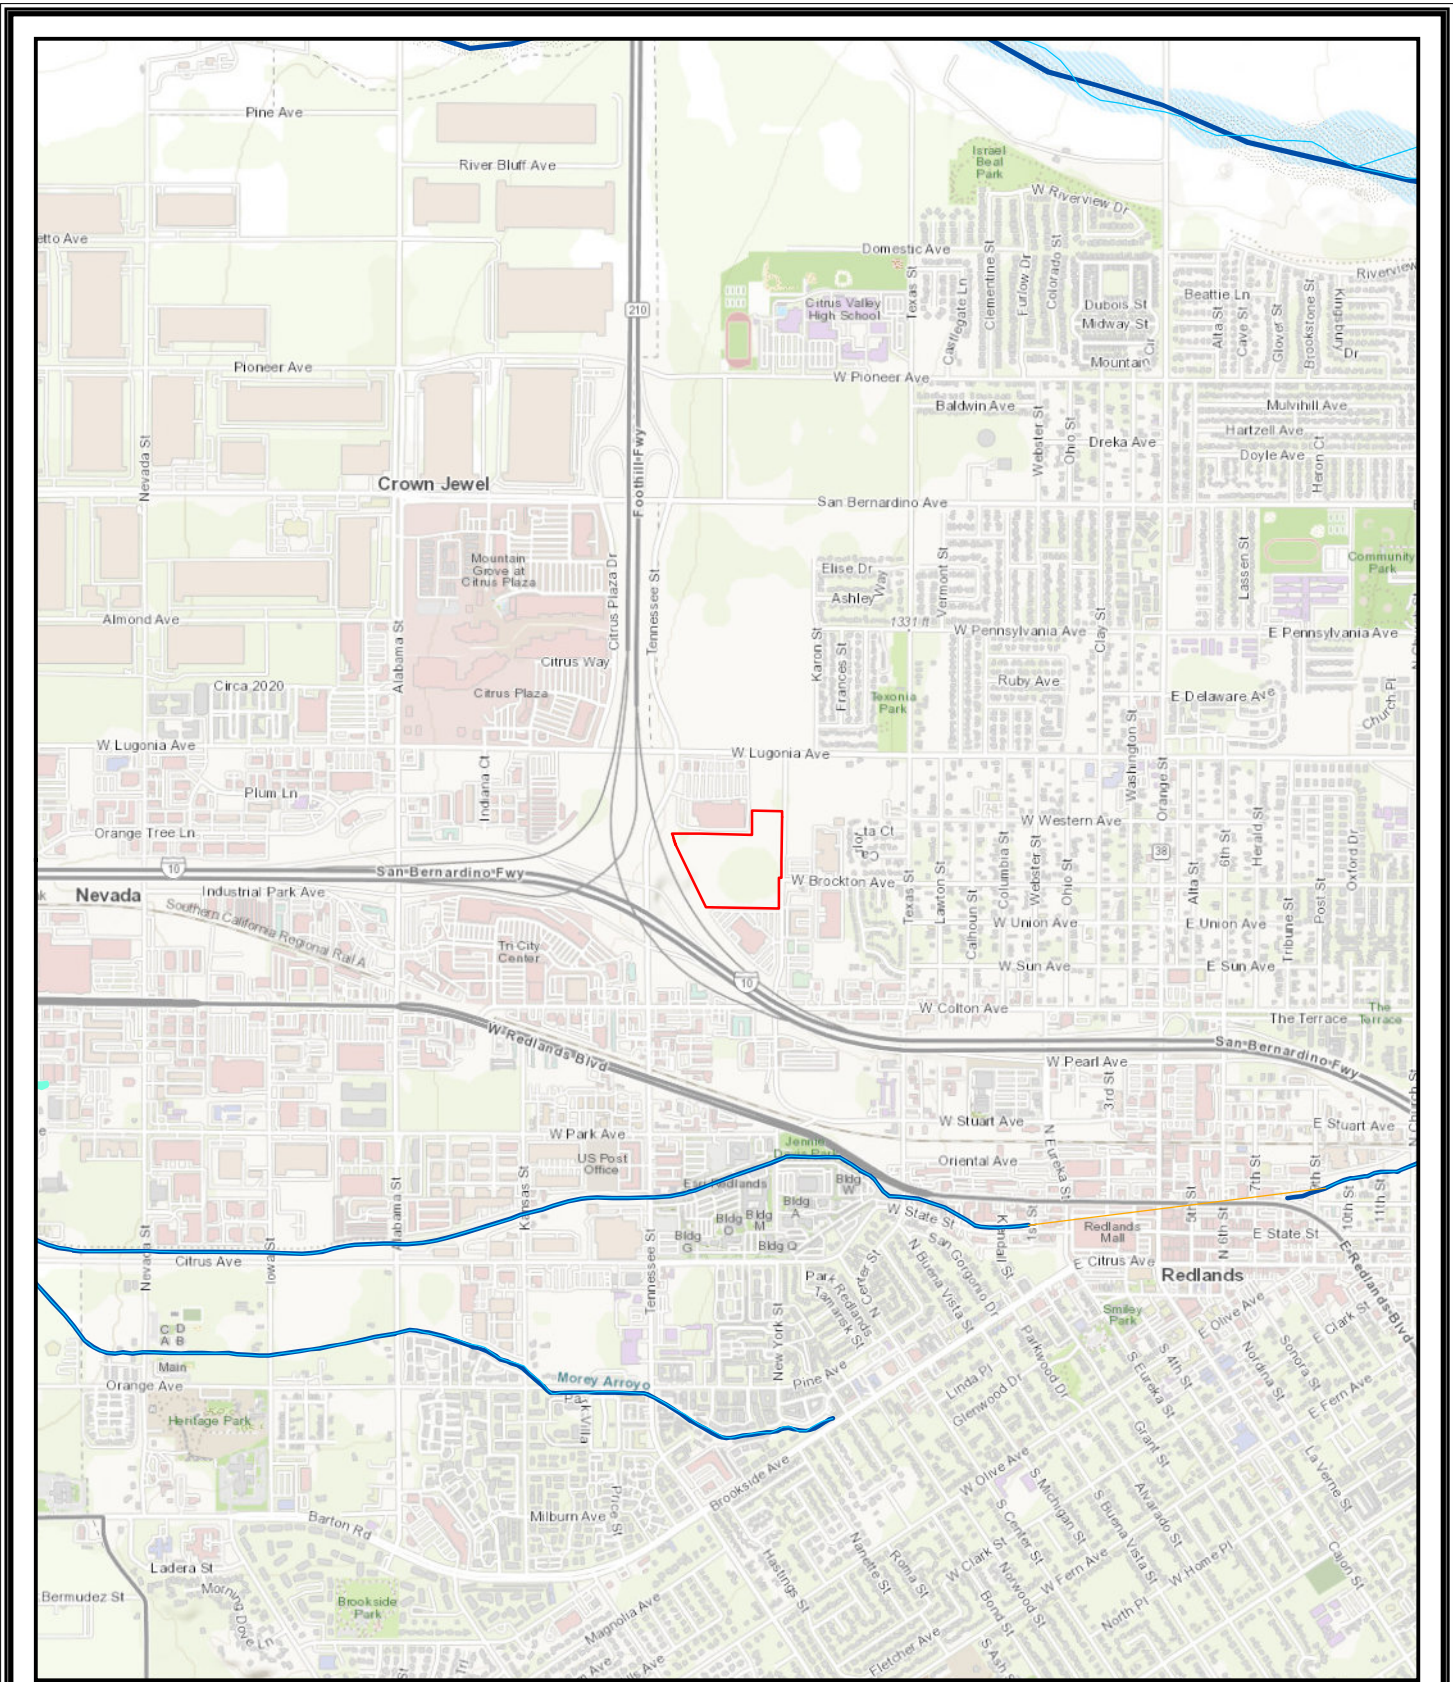 Pine Ave
River Bluff Ave
Israel
Beal
Park
W Riverview Dr
etto Ave
Domestic Ave
Riverview
Texas St
Castlegate Ln
Clementine St
Furlow Dr
Colorado St
Beattie Ln
Dubois St
Midway St
Mountain
Cir
Alta St
Cave St
Glover St
Brookstone St
Kingsbury
Dr
Citrus Valley
High School
210
Pioneer Ave
W Pioneer Ave
Baldwin Ave
Mulvihill Ave
Hartzell Ave
Doyle Ave
Heron Ct
Webster St
Ohio St
Dreka Ave
Nevada St
Crown Jewel
Foothill Fwy
San Bernardino Ave
Mountain
Grove at
Citrus Plaza
Citrus Plaza Dr
Tennessee St
Elise Dr
Ashley
Way
Vermont St
Lassen St
Community
Park
Almond Ave
1331 ft
W Pennsylvania Ave
Clay St
E Pennsylvania Ave
Alabama St
Citrus Way
Karon St
Frances St
Circa 2020
Citrus Plaza
Texonia
Park
Ruby Ave
E Delaware Ave
Church Pl
W Lugonia Ave
W Lugonia Ave
Washington St
Orange St
Indiana Ct
Plum Ln
Orange Tree Ln
W Western Ave
6th St
Herald St
Oxford Dr
38
10
San Bernardino Fwy
Nevada
Industrial Park Ave
W Brockton Ave
Texas St
Lawton St
Calhoun St
Columbia St
Webster St
Ohio St
Alta St
Post St
Tribune St
Southern California Regional Rail A
W Union Ave
E Union Ave
Tri City
Center
W Sun Ave
E Sun Ave
10
W Colton Ave
The Terrace
The
Terrace
W Redlands Blvd
San Bernardino Fwy
W Pearl Ave
3rd St
N Church St
W Stuart Ave
E Stuart Ave
W Park Ave
US Post
Office
Jennie
Davis Park
Oriental Ave
N Eureka St
Esri Redlands
Bldg
W
Bldg
A
Bldg
M
Bldg
O
Bldg
G
Bldg Q
7th St
10th St
11th St
Kansas St
Alabama St
W State St
Kendall St
1st St
5th St
N 6th St
Redlands
Mall
E State St
Nevada St
Iowa St
Citrus Ave
Tennessee St
San Gorgonio Dr
N Buena Vista St
N Center St
E Citrus Ave
Redlands
E Redlands Blvd
Park
Redlands
Tamarisk St
Smiley
Park
E Olive Ave
E Clark St
C D
A B
Main
Orange Ave
Morey Arroyo
New York St
Pine Ave
Linda Pl
Glenwood Dr
Parkwood Dr
S Eureka St
S 4th St
Nordina St
Sonora St
E Fern Ave
Heritage Park
Grant St
La Verne St
Brookside Ave
W Olive Ave
S Michigan St
S Center St
S Buena Vista St
Alvarado St
Barton Rd
Milburn Ave
Price St
Hastings St
Nanette St
Roma St
W Clark St
Norwood St
Bond St
W Fern Ave
W Home Pl
Cajon St
Ladera St
Bermudez St
Morning Dove Ln
Brookside
Park
Magnolia Ave
Fletcher Ave
North Pl
S Ash S